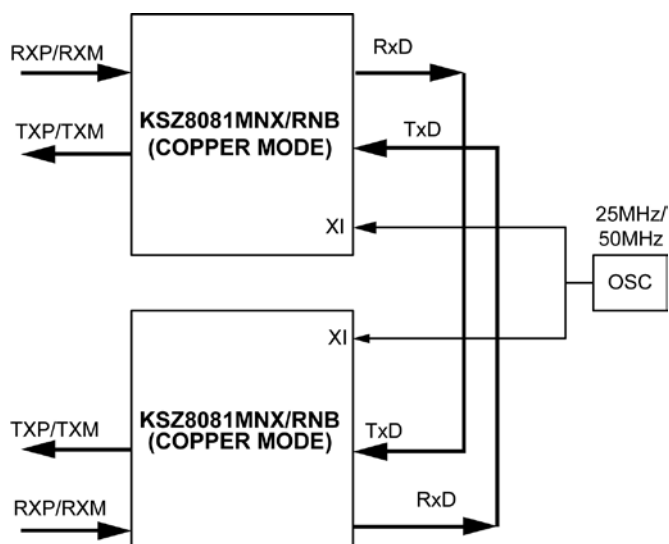 RXP/RXM
RxD
KSZ8081MNX/RNB
(COPPER MODE)
TXP/TXM
TxD
XI
25MHz/
50MHz
OSC
XI
KSZ8081MNX/RNB
(COPPER MODE)
TXP/TXM
TxD
RXP/RXM
RxD